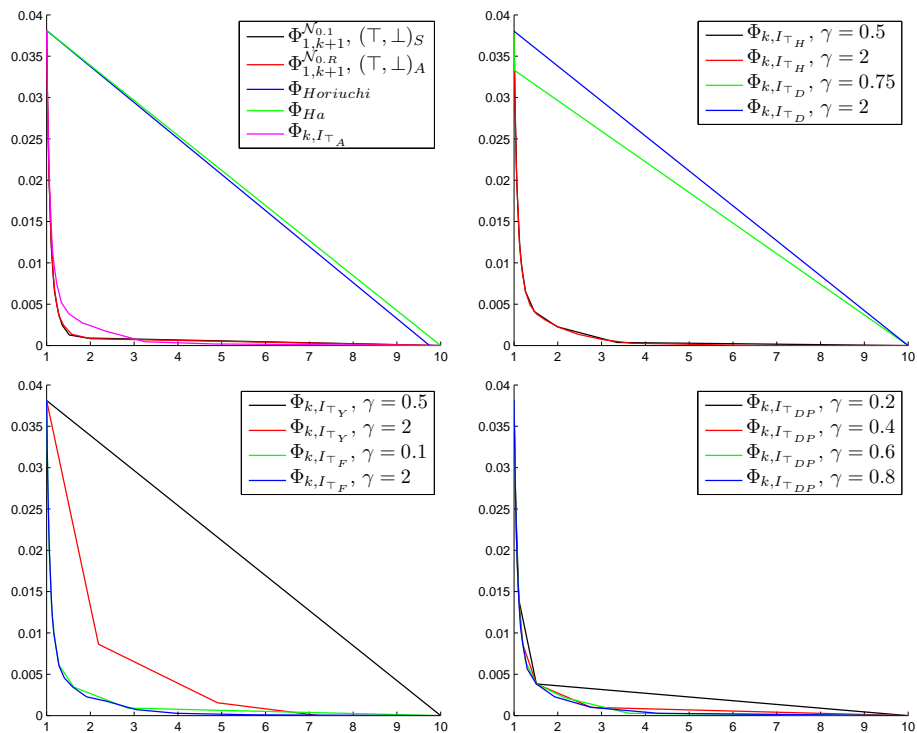 0.04
0.035
0.03
0.025
0.02
0.015
0.01
0.005
0
1 2 3 4 5 6 7 8 9 10
Φ_{1,k+1}^{𝒩_{0.1}}, (⊤, ⊥)_S
Φ_{1,k+1}^{𝒩_{0.R}}, (⊤, ⊥)_A
Φ_{Horiuchi}
Φ_{Ha}
Φ_{k,I_{⊤_A}}
0.04
0.035
0.03
0.025
0.02
0.015
0.01
0.005
0
1 2 3 4 5 6 7 8 9 10
Φ_{k,I_{⊤_H}}, γ = 0.5
Φ_{k,I_{⊤_H}}, γ = 2
Φ_{k,I_{⊤_D}}, γ = 0.75
Φ_{k,I_{⊤_D}}, γ = 2
0.04
0.035
0.03
0.025
0.02
0.015
0.01
0.005
0
1 2 3 4 5 6 7 8 9 10
Φ_{k,I_{⊤_Y}}, γ = 0.5
Φ_{k,I_{⊤_Y}}, γ = 2
Φ_{k,I_{⊤_F}}, γ = 0.1
Φ_{k,I_{⊤_F}}, γ = 2
0.04
0.035
0.03
0.025
0.02
0.015
0.01
0.005
0
1 2 3 4 5 6 7 8 9 10
Φ_{k,I_{⊤_{DP}}}, γ = 0.2
Φ_{k,I_{⊤_{DP}}}, γ = 0.4
Φ_{k,I_{⊤_{DP}}}, γ = 0.6
Φ_{k,I_{⊤_{DP}}}, γ = 0.8